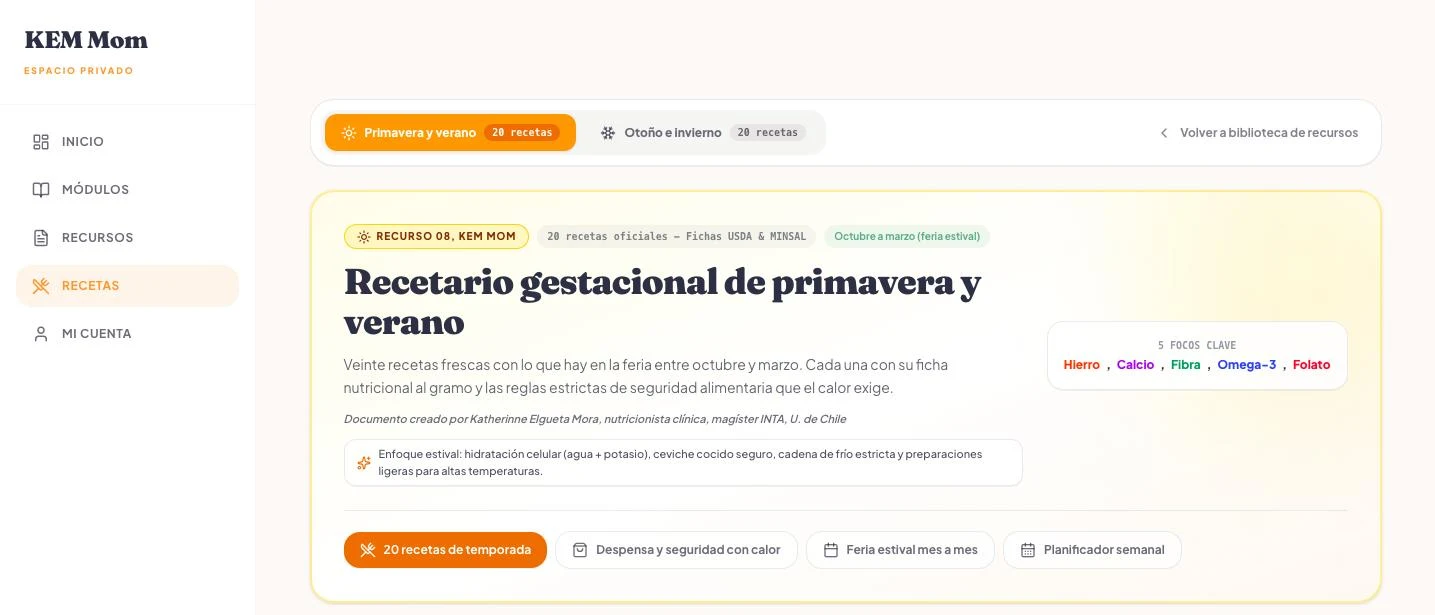 KEM Mom
ESPACIO PRIVADO
INICIO
MÓDULOS
RECURSOS
RECETAS
MI CUENTA
Primavera y verano 20 recetas
Otoño e invierno 20 recetas
Volver a biblioteca de recursos
RECURSO 08, KEM MOM
20 recetas oficiales — Fichas USDA & MINSAL
Octubre a marzo (feria estival)
Recetario gestacional de primavera y
verano
Veinte recetas frescas con lo que hay en la feria entre octubre y marzo. Cada una con su ficha
nutricional al gramo y las reglas estrictas de seguridad alimentaria que el calor exige.
Documento creado por Katherinne Elgueta Mora, nutricionista clínica, magíster INTA, U. de Chile
Enfoque estival: hidratación celular (agua + potasio), ceviche cocido seguro, cadena de frío estricta y preparaciones
ligeras para altas temperaturas.
5 FOCOS CLAVE
Hierro , Calcio , Fibra , Omega-3 , Folato
20 recetas de temporada
Despensa y seguridad con calor
Feria estival mes a mes
Planificador semanal